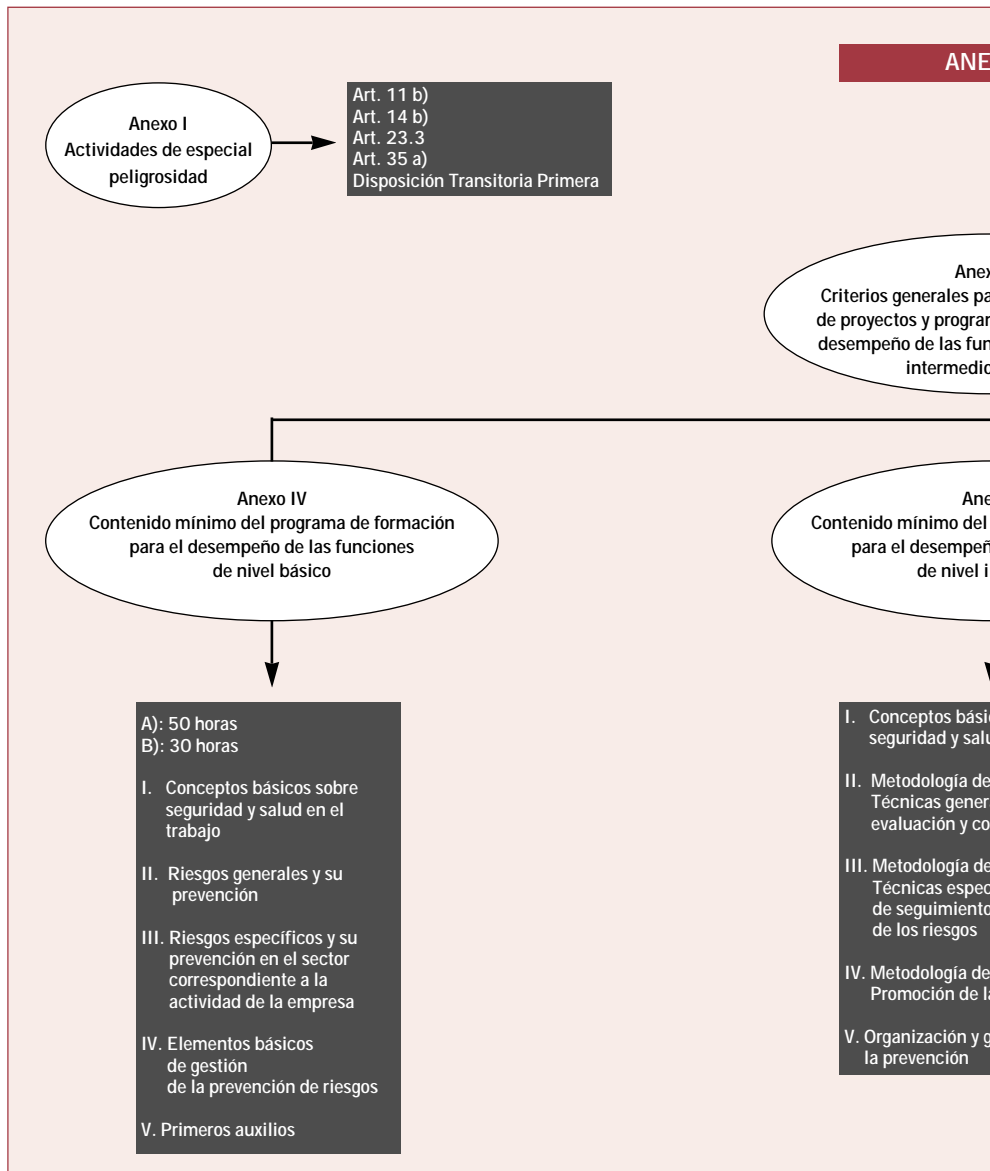 ANE
Anexo I
Actividades de especial
peligrosidad
Art. 11 b)
Art. 14 b)
Art. 23.3
Art. 35 a)
Disposición Transitoria Primera
Anex
Criterios generales pa
de proyectos y program
desempeño de las fun
intermedio
Anexo IV
Contenido mínimo del programa de formación
para el desempeño de las funciones
de nivel básico
Ane
Contenido mínimo del
para el desempeñ
de nivel i
A): 50 horas
B): 30 horas
I. Conceptos básicos sobre
seguridad y salud en el
trabajo
II. Riesgos generales y su
prevención
III. Riesgos específicos y su
prevención en el sector
correspondiente a la
actividad de la empresa
IV. Elementos básicos
de gestión
de la prevención de riesgos
V. Primeros auxilios
I. Conceptos bási
seguridad y salu
II. Metodología de
Técnicas gener
evaluación y co
III. Metodología de
Técnicas espec
de seguimiento
de los riesgos
IV. Metodología de
Promoción de la
V. Organización y g
la prevención